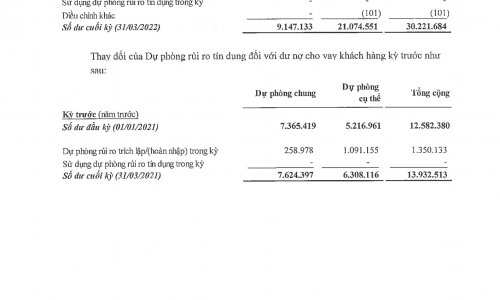 Sử dụng dự phòng rủi ro tín dụng trong kỳ - - -
Điều chỉnh khác - (101) (101)
Số dư cuối kỳ (31/03/2022) 9.147.133 21.074.551 30.221.684
Thay đổi của Dự phòng rủi ro tín dụng đối với dư nợ cho vay khách hàng kỳ trước như
sau:
Dự phòng chung Dự phòng cụ thể Tổng cộng
Kỳ trước (năm trước)
Số dư đầu kỳ (01/01/2021) 7.365.419 5.216.961 12.582.380
Dự phòng rủi ro trích lập/(hoàn nhập) trong kỳ 258.978 1.091.155 1.350.133
Sử dụng dự phòng rủi ro tín dụng trong kỳ - - -
Số dư cuối kỳ (31/03/2021) 7.624.397 6.308.116 13.932.513